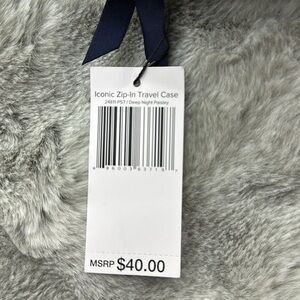 Iconic Zip-In Travel Case
24811-P57 / Deep Night Paisley
MSRP $40.00